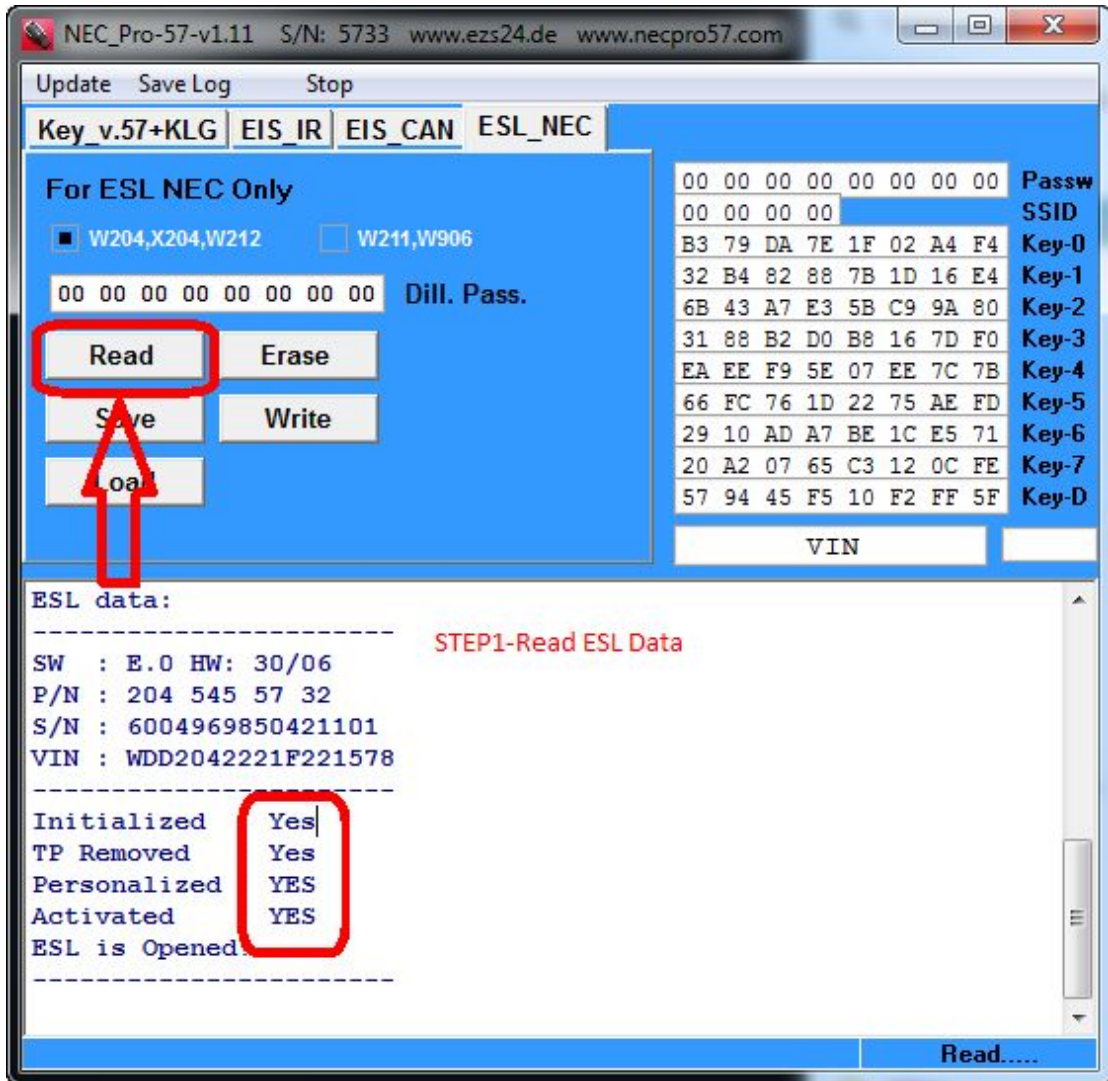 NEC_Pro-57-v1.11 S/N: 5733 www.ezs24.de www.necpro57.com
Update Save Log Stop
Key_v.57+KLG EIS_IR EIS_CAN ESL_NEC
For ESL NEC Only
W204,X204,W212 W211,W906
00 00 00 00 00 00 00 00 Dill. Pass.
Read Erase
Save Write
Load
00 00 00 00 00 00 00 00 Passw
00 00 00 00 SSID
B3 79 DA 7E 1F 02 A4 F4 Key-0
32 B4 82 88 7B 1D 16 E4 Key-1
6B 43 A7 E3 5B C9 9A 80 Key-2
31 88 B2 D0 B8 16 7D F0 Key-3
EA EE F9 5E 07 EE 7C 7B Key-4
66 FC 76 1D 22 75 AE FD Key-5
29 10 AD A7 BE 1C E5 71 Key-6
20 A2 07 65 C3 12 0C FE Key-7
57 94 45 F5 10 F2 FF 5F Key-D
VIN
ESL data:
-----------------------
STEP1-Read ESL Data
SW : E.0 HW: 30/06
P/N : 204 545 57 32
S/N : 6004969850421101
VIN : WDD2042221F221578
-----------------------
Initialized Yes
TP Removed Yes
Personalized YES
Activated YES
ESL is Opened.
-----------------------
Read.....